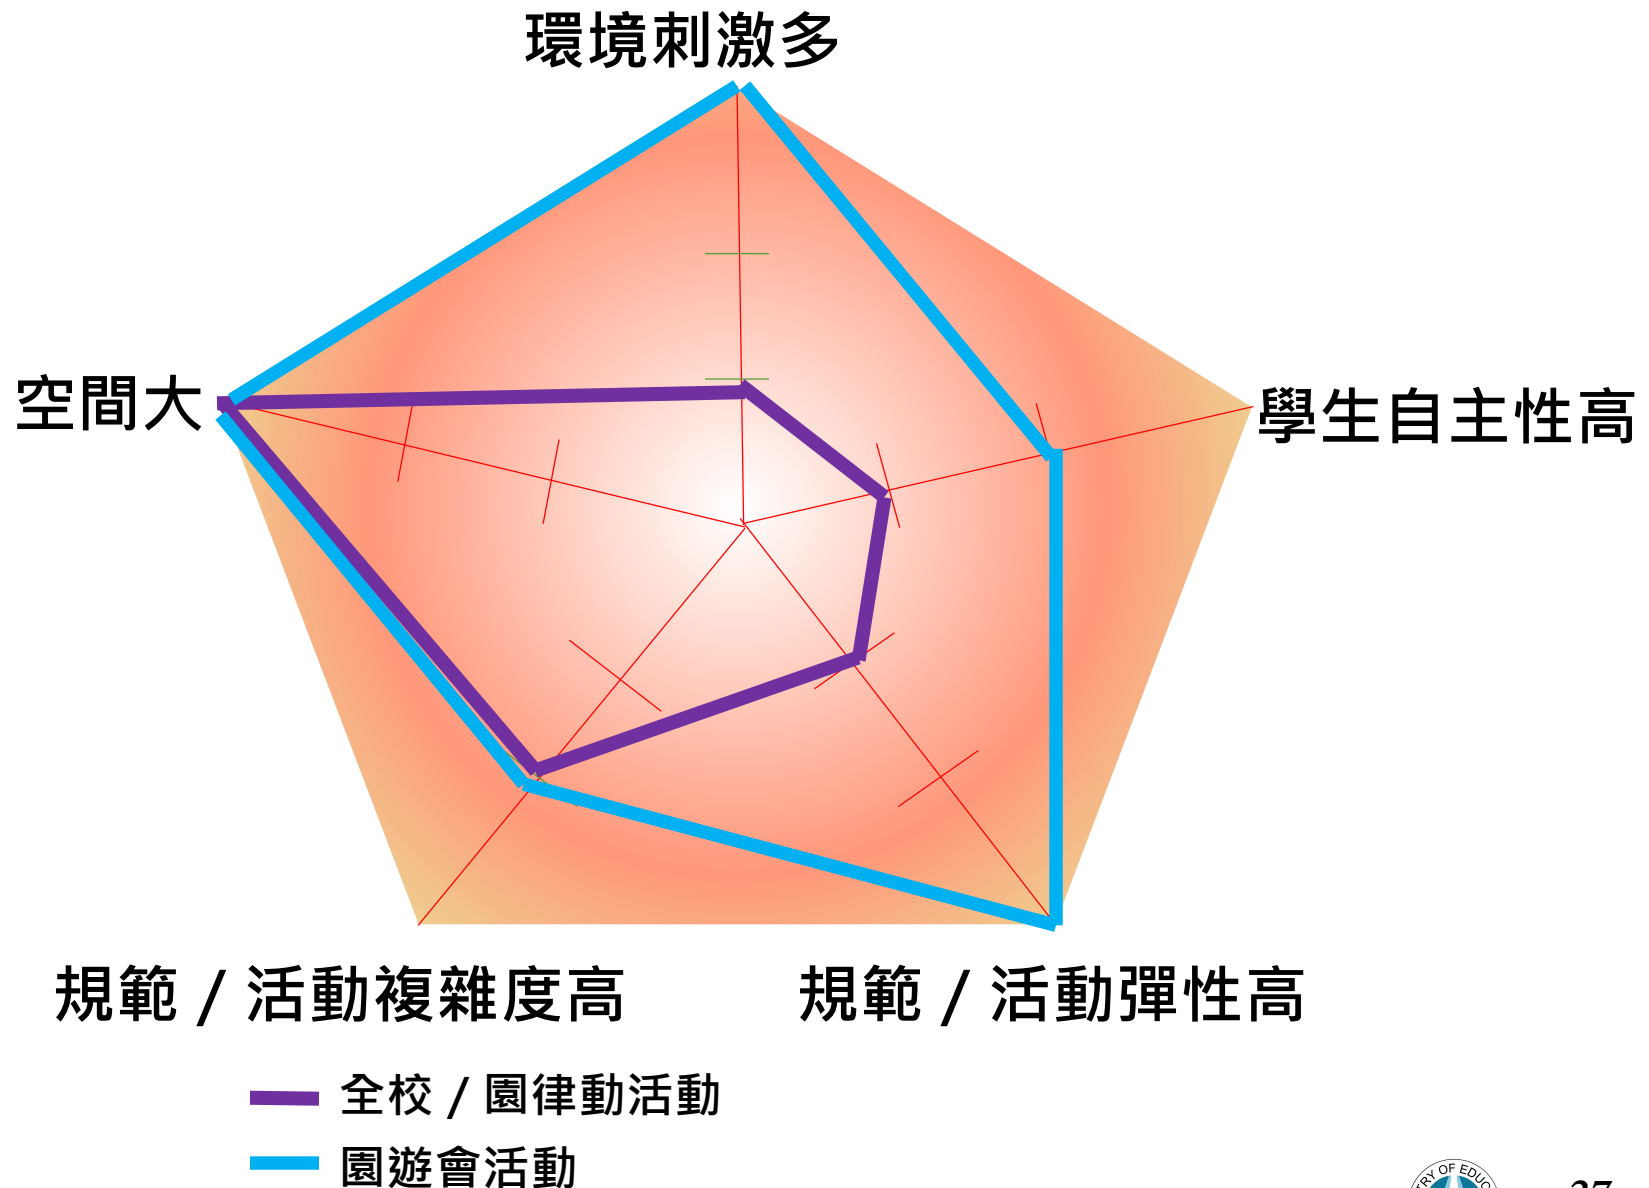 環境刺激多
空間大
學生自主性高
規範／活動複雜度高
規範／活動彈性高
全校／園律動活動
園遊會活動
OF EDUC